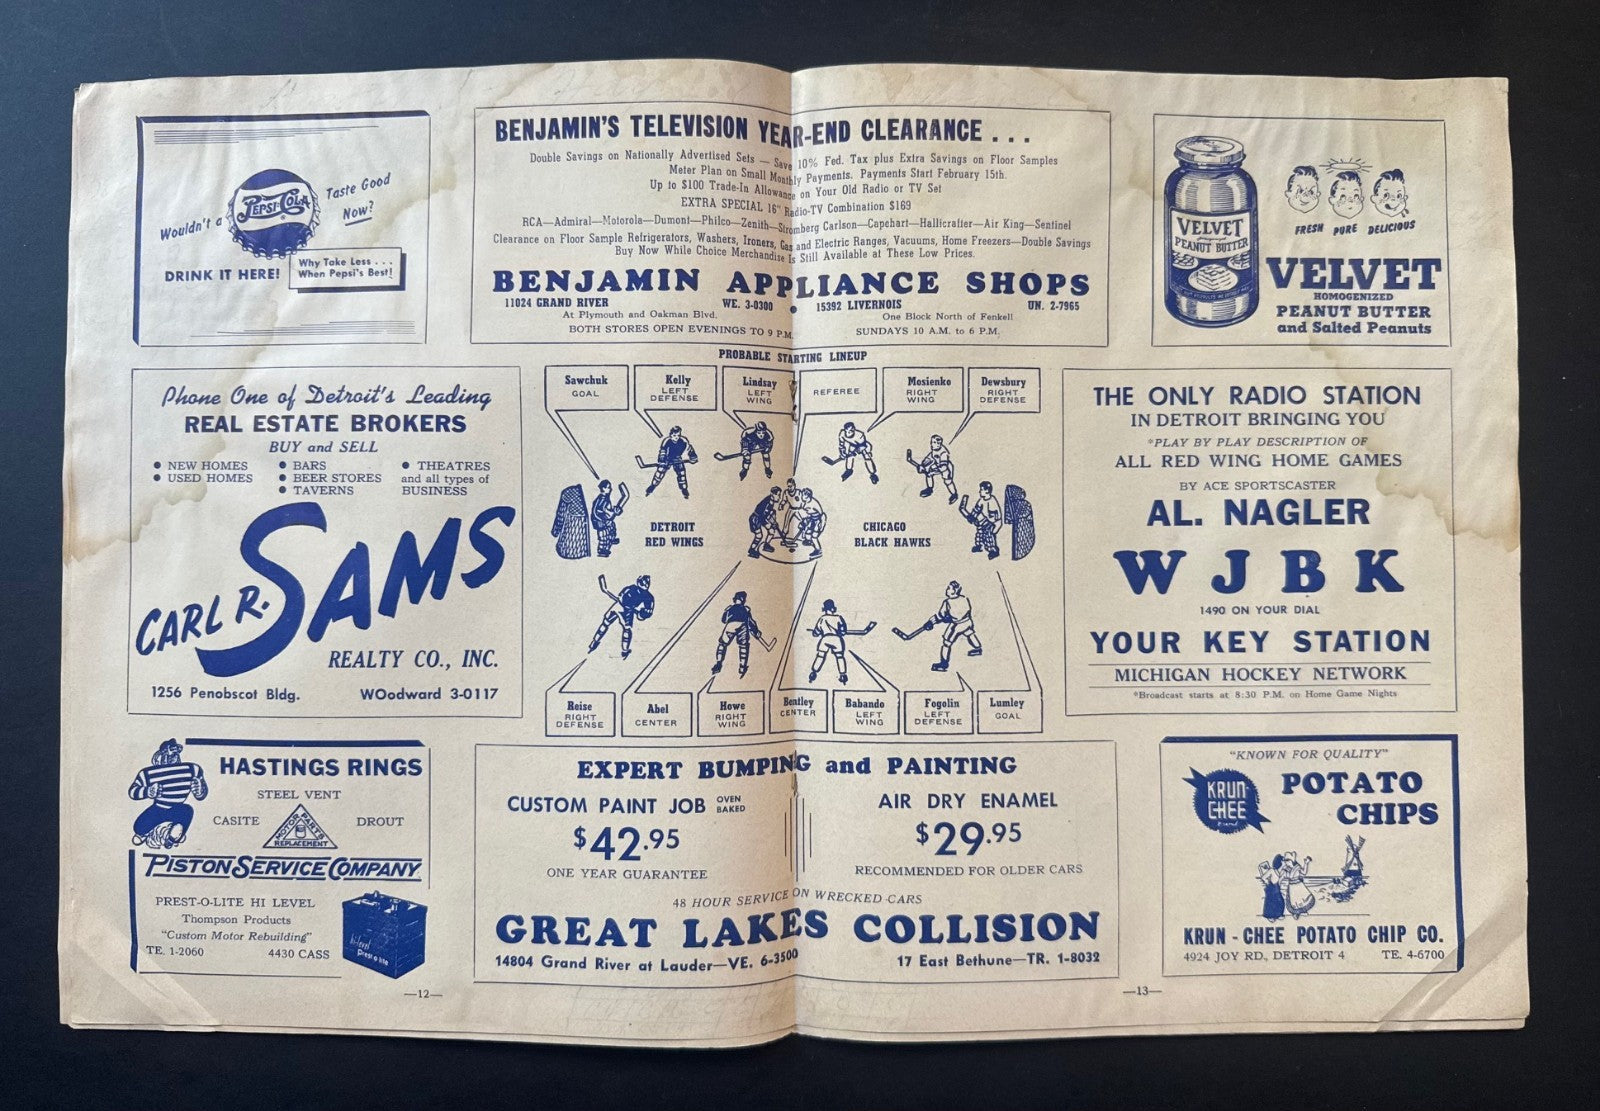 Wouldn't a
PEPSI-COLA
Taste Good
Now?
DRINK IT HERE!
Why Take Less . . .
When Pepsi's Best!
BENJAMIN'S TELEVISION YEAR-END CLEARANCE . . .
Double Savings on Nationally Advertised Sets — Save 10% Fed. Tax plus Extra Savings on Floor Samples
Meter Plan on Small Monthly Payments. Payments Start February 15th.
Up to $100 Trade-In Allowance on Your Old Radio or TV Set
EXTRA SPECIAL 16" Radio-TV Combination $169
RCA—Admiral—Motorola—Dumont—Philco—Zenith—Stromberg Carlson—Capehart—Hallicrafter—Air King—Sentinel
Clearance on Floor Sample Refrigerators, Washers, Ironers, Gas and Electric Ranges, Vacuums, Home Freezers—Double Savings
Buy Now While Choice Merchandise Is Still Available at These Low Prices.
BENJAMIN APPLIANCE SHOPS
11024 GRAND RIVER WE. 3-0300 • 15392 LIVERNOIS UN. 2-7965
At Plymouth and Oakman Blvd. One Block North of Fenkell
BOTH STORES OPEN EVENINGS TO 9 P.M. SUNDAYS 10 A.M. to 6 P.M.
VELVET
PEANUT BUTTER
FRESH PURE DELICIOUS
VELVET
HOMOGENIZED
PEANUT BUTTER
and Salted Peanuts
Phone One of Detroit's Leading
REAL ESTATE BROKERS
BUY and SELL
• NEW HOMES • BARS • THEATRES
• USED HOMES • BEER STORES and all types of
• TAVERNS BUSINESS
CARL R. SAMS
REALTY CO., INC.
1256 Penobscot Bldg. WOodward 3-0117
PROBABLE STARTING LINEUP
Sawchuk
GOAL
Kelly
LEFT
DEFENSE
Lindsay
LEFT
WING
REFEREE
Mosienko
RIGHT
WING
Dewsbury
RIGHT
DEFENSE
DETROIT
RED WINGS
CHICAGO
BLACK HAWKS
Reise
RIGHT
DEFENSE
Abel
CENTER
Howe
RIGHT
WING
Bentley
CENTER
Babando
LEFT
WING
Fogolin
LEFT
DEFENSE
Lumley
GOAL
THE ONLY RADIO STATION
IN DETROIT BRINGING YOU
*PLAY BY PLAY DESCRIPTION OF
ALL RED WING HOME GAMES
BY ACE SPORTSCASTER
AL. NAGLER
WJBK
1490 ON YOUR DIAL
YOUR KEY STATION
MICHIGAN HOCKEY NETWORK
*Broadcast starts at 8:30 P.M. on Home Game Nights
HASTINGS RINGS
STEEL VENT
CASITE
MOTOR PARTS
REPLACEMENT
DROUT
PISTON SERVICE COMPANY
PREST-O-LITE HI LEVEL
Thompson Products
"Custom Motor Rebuilding"
TE. 1-2060 4430 CASS
hi-level
prest o lite
EXPERT BUMPING and PAINTING
CUSTOM PAINT JOB OVEN BAKED
$42.95
ONE YEAR GUARANTEE
AIR DRY ENAMEL
$29.95
RECOMMENDED FOR OLDER CARS
48 HOUR SERVICE ON WRECKED CARS
GREAT LAKES COLLISION
14804 Grand River at Lauder—VE. 6-3500 17 East Bethune—TR. 1-8032
"KNOWN FOR QUALITY"
KRUN-CHEE
Brand
POTATO
CHIPS
KRUN - CHEE POTATO CHIP CO.
4924 JOY RD., DETROIT 4 TE. 4-6700
—12—
—13—